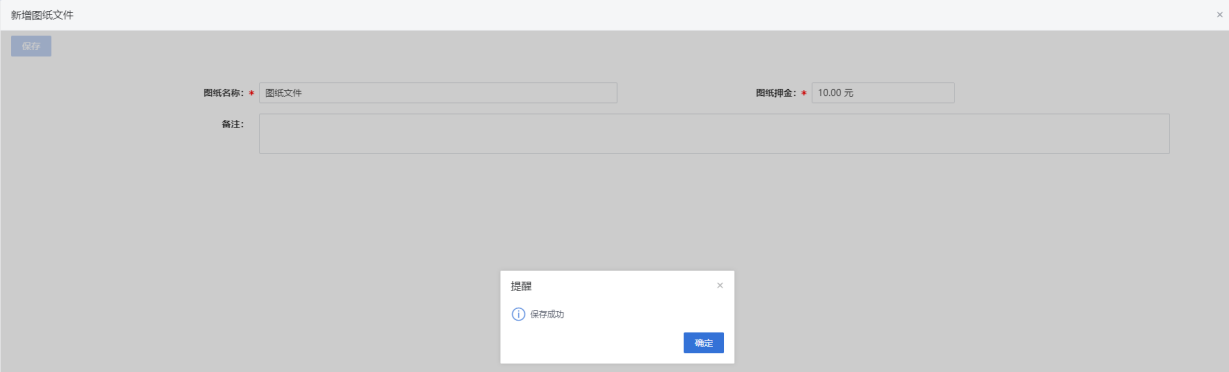 新增图纸文件 ×
保存
图纸名称：* 图纸文件 图纸押金：* 10.00 元
备注：
提醒 ×
保存成功
确定